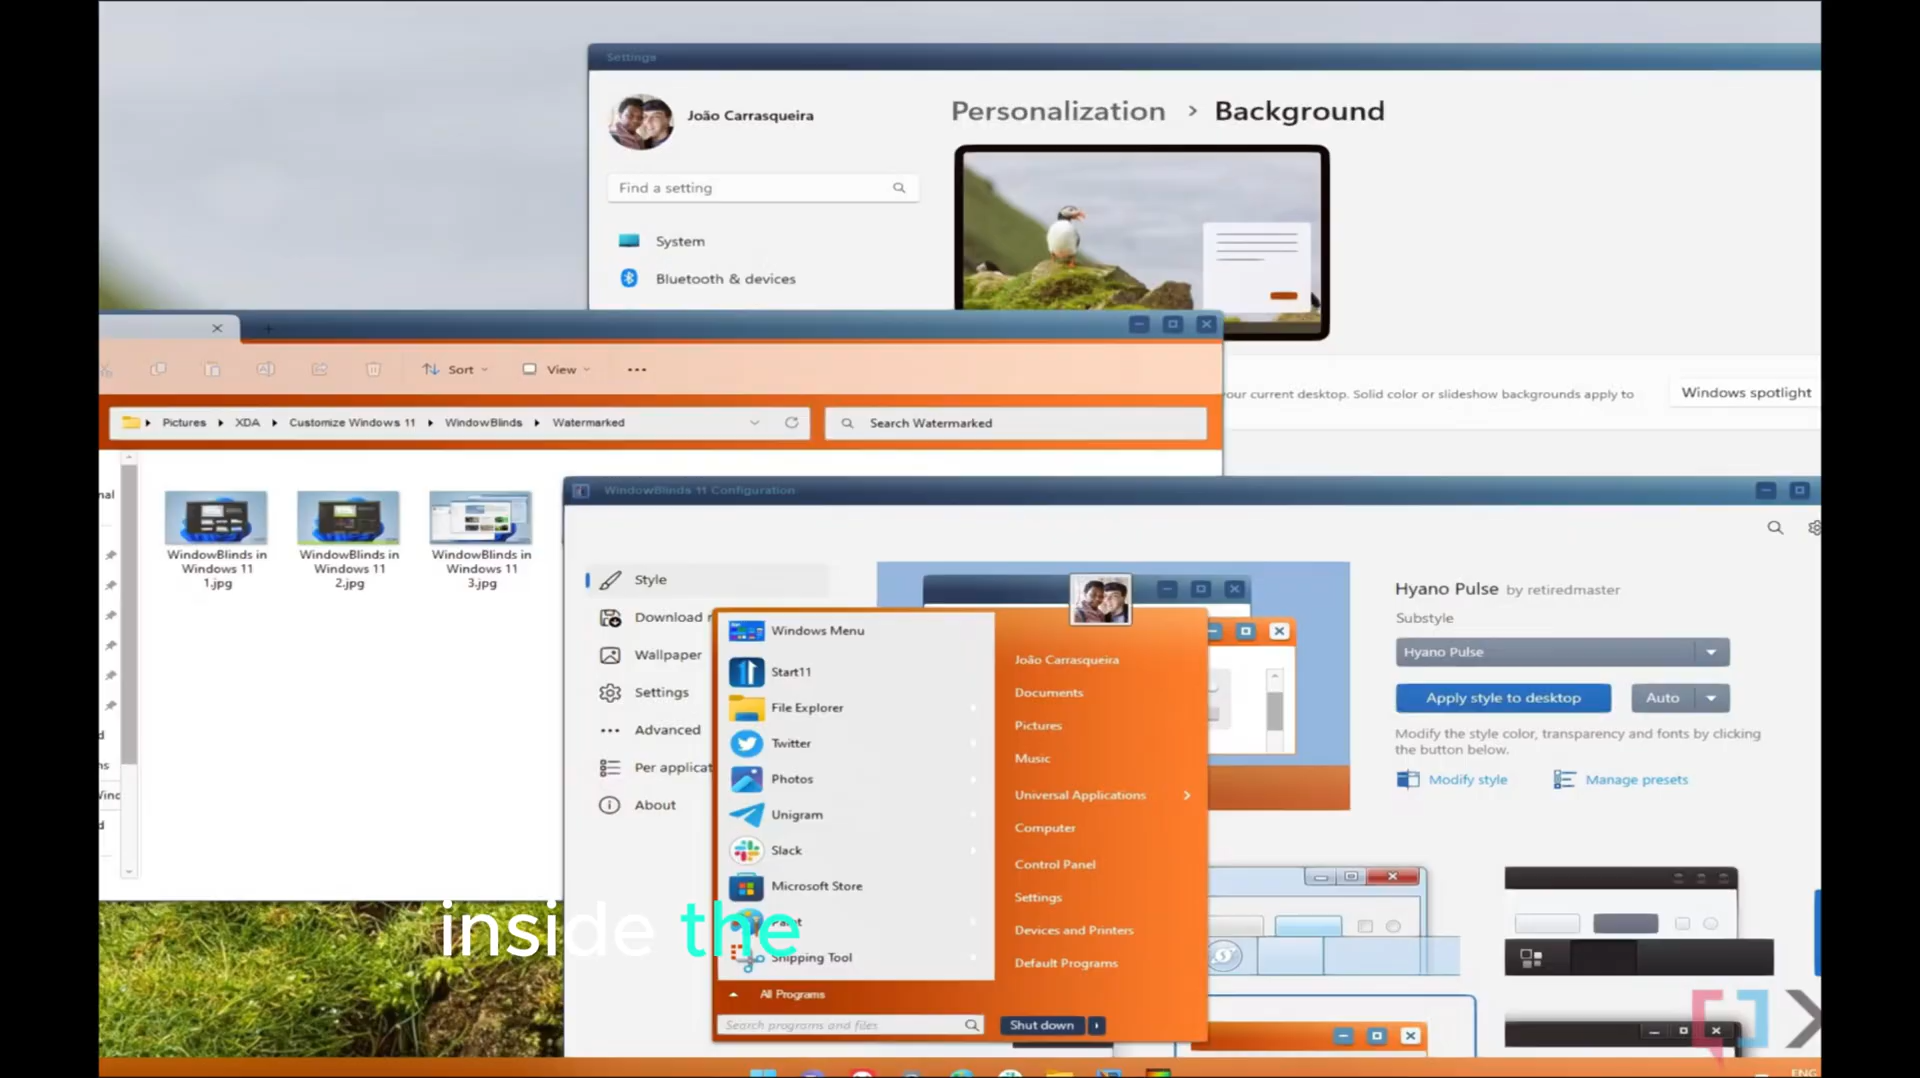 Settings
João Carrasqueira
Personalization > Background
Find a setting
System
Bluetooth & devices
Sort
View
your current desktop. Solid color or slideshow backgrounds apply to
Windows spotlight
Pictures
XDA
Customize Windows 11
WindowBlinds
Watermarked
Search Watermarked
WindowBlinds in
Windows 11
1.jpg
WindowBlinds in
Windows 11
2.jpg
WindowBlinds in
Windows 11
3.jpg
WindowBlinds 11 Configuration
Style
Download
Wallpaper
Settings
Advanced
Per applicat
About
Hyano Pulse by retiredmaster
Substyle
Hyano Pulse
Apply style to desktop
Auto
Modify the style color, transparency and fonts by clicking
the button below.
Modify style
Manage presets
Windows Menu
Start11
File Explorer
Twitter
Photos
Unigram
Slack
Microsoft Store
Paint
Snipping Tool
All Programs
Search programs and files
João Carrasqueira
Documents
Pictures
Music
Universal Applications
Computer
Control Panel
Settings
Devices and Printers
Default Programs
Shut down
inside the
ENG